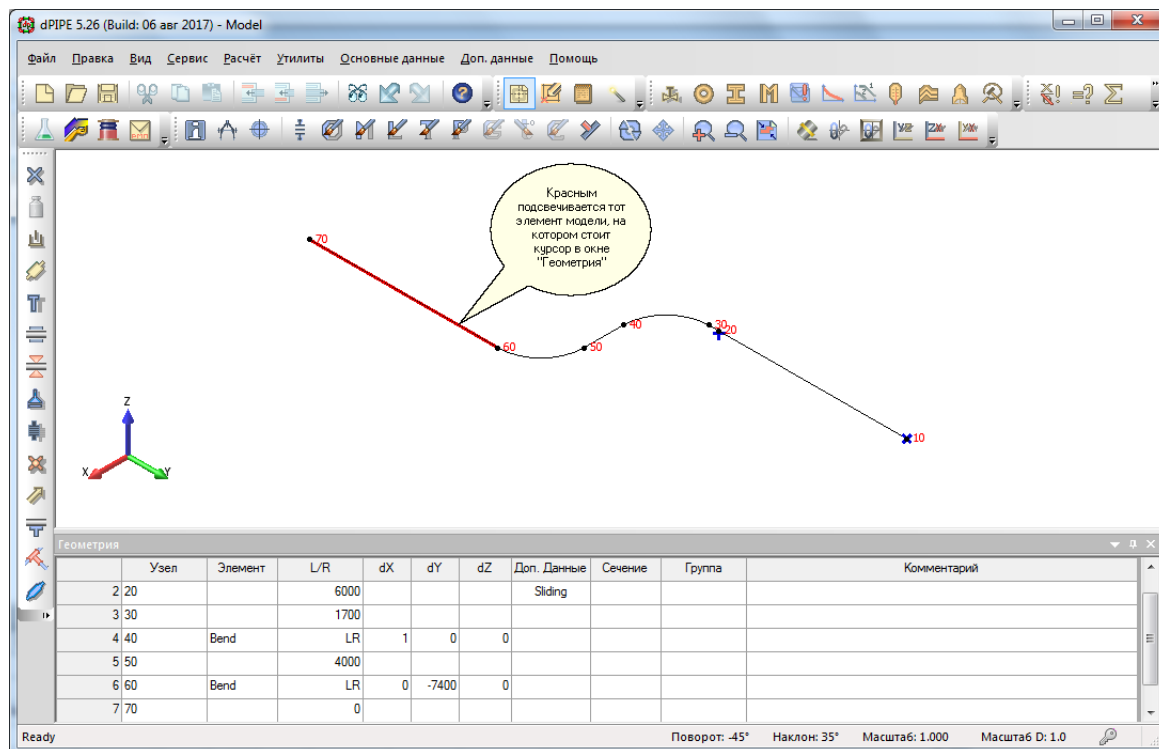 dPIPE 5.26 (Build: 06 авг 2017) - Model
Файл Правка Вид Сервис Расчёт Утилиты Основные данные Доп. данные Помощь
Красным
подсвечивается тот
элемент модели, на
котором стоит
курсор в окне
"Геометрия"
70
40
30
20
60
50
10
Z
X
Y
Геометрия
Узел Элемент L/R dX dY dZ Доп. Данные Сечение Группа Комментарий
2 20 6000 Sliding
3 30 1700
4 40 Bend LR 1 0 0
5 50 4000
6 60 Bend LR 0 -7400 0
7 70 0
Ready Поворот: -45° Наклон: 35° Масштаб: 1.000 Масштаб D: 1.0